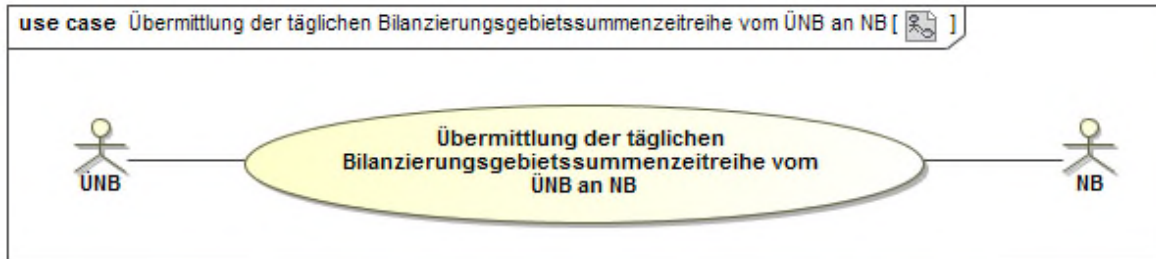 use case Übermittlung der täglichen Bilanzierungsgebietssummenzeitreihe vom ÜNB an NB [ ]
Übermittlung der täglichen
Bilanzierungsgebietssummenzeitreihe vom
ÜNB an NB
ÜNB
NB